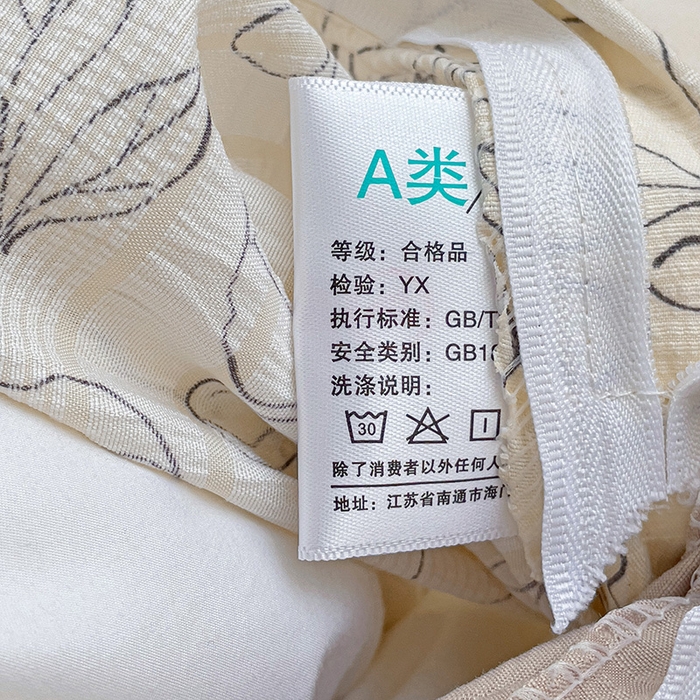 A类
等级：合格品
检验：YX
执行标准：GB/T
安全类别：GB18
洗涤说明：
30
除了消费者以外任何人
地址：江苏省南通市海门